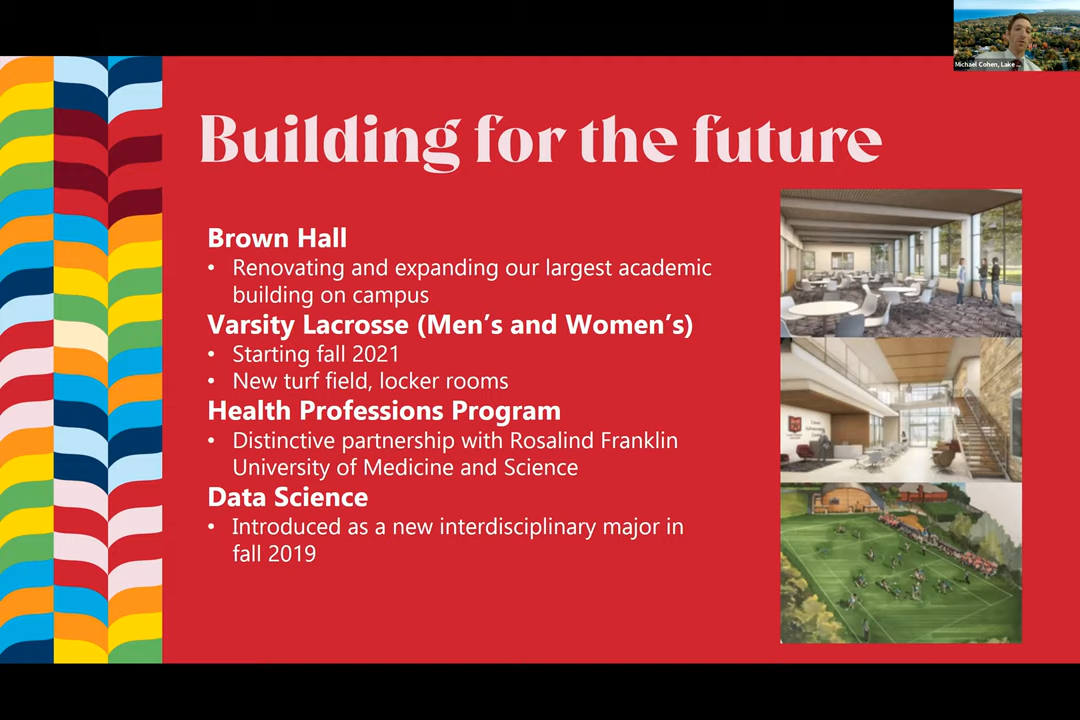 Michael Cohen, Lake ...
Building for the future
Brown Hall
• Renovating and expanding our largest academic
building on campus
Varsity Lacrosse (Men's and Women's)
• Starting fall 2021
• New turf field, locker rooms
Health Professions Program
• Distinctive partnership with Rosalind Franklin
University of Medicine and Science
Data Science
• Introduced as a new interdisciplinary major in
fall 2019